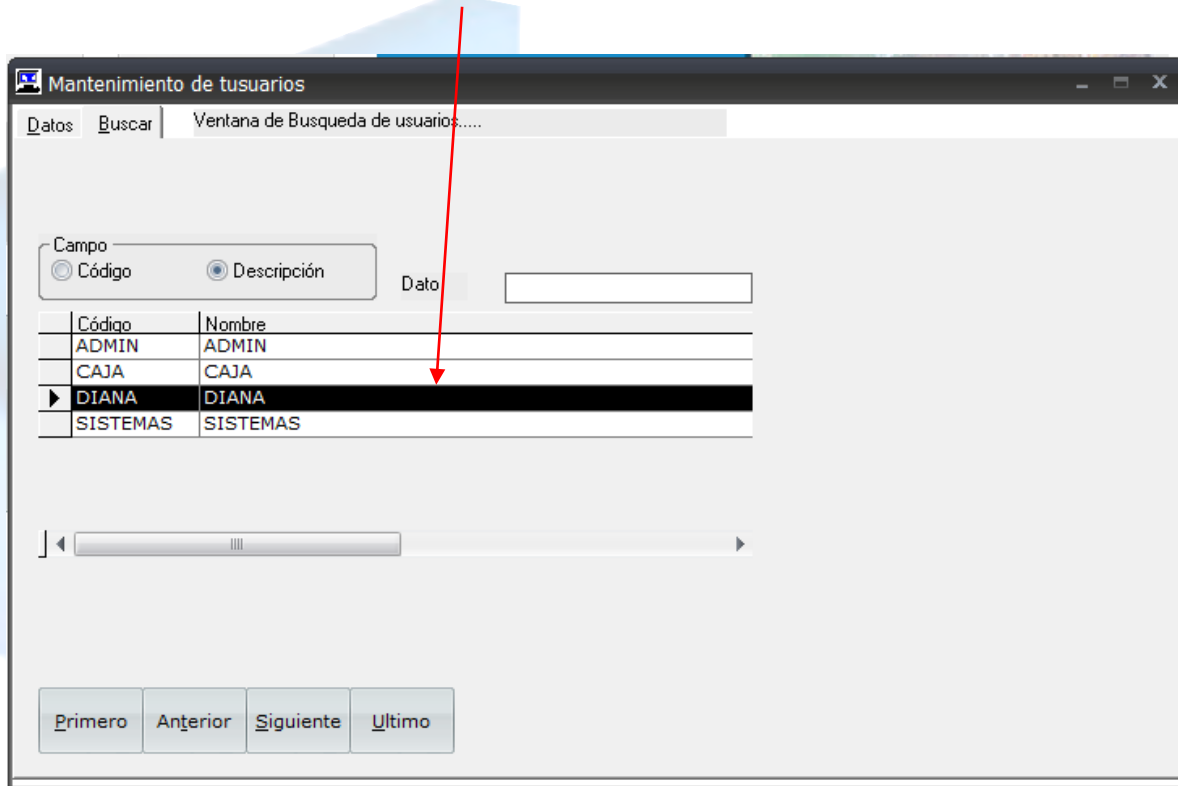 Mantenimiento de tusuarios
Datos Buscar Ventana de Busqueda de usuarios.....
Campo
Código Descripción Dato
Código Nombre
ADMIN ADMIN
CAJA CAJA
DIANA DIANA
SISTEMAS SISTEMAS
Primero Anterior Siguiente Ultimo